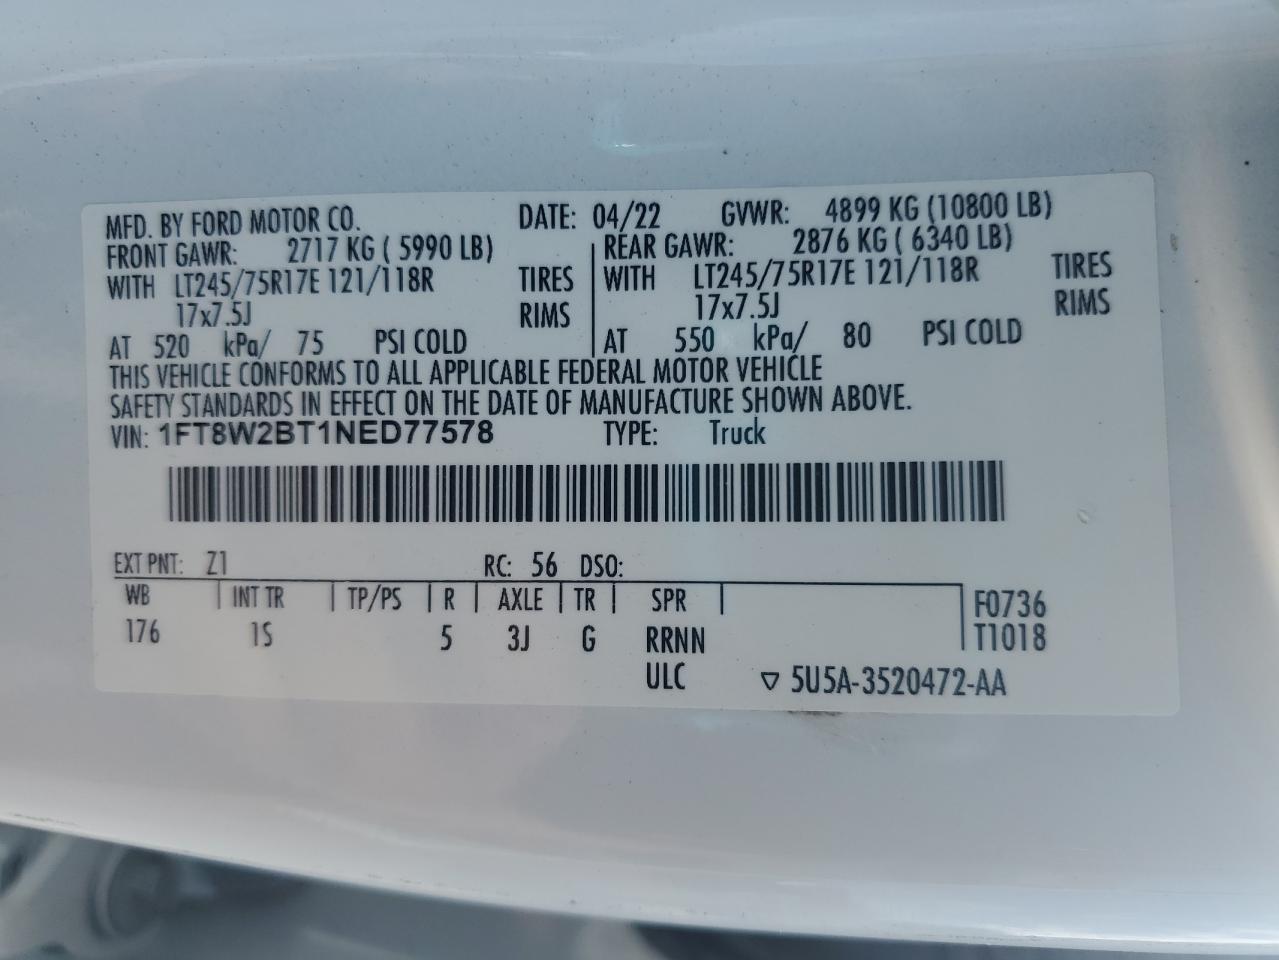 MFD. BY FORD MOTOR CO. DATE: 04/22 GVWR: 4899 KG (10800 LB)
FRONT GAWR: 2717 KG ( 5990 LB) REAR GAWR: 2876 KG ( 6340 LB)
WITH LT245/75R17E 121/118R TIRES WITH LT245/75R17E 121/118R TIRES
17x7.5J RIMS 17x7.5J RIMS
AT 520 kPa/ 75 PSI COLD AT 550 kPa/ 80 PSI COLD
THIS VEHICLE CONFORMS TO ALL APPLICABLE FEDERAL MOTOR VEHICLE
SAFETY STANDARDS IN EFFECT ON THE DATE OF MANUFACTURE SHOWN ABOVE.
VIN: 1FT8W2BT1NED77578 TYPE: Truck
EXT PNT: Z1 RC: 56 DSO:
WB INT TR TP/PS R AXLE TR SPR F0736
176 1S 5 3J G RRNN T1018
ULC 5U5A-3520472-AA